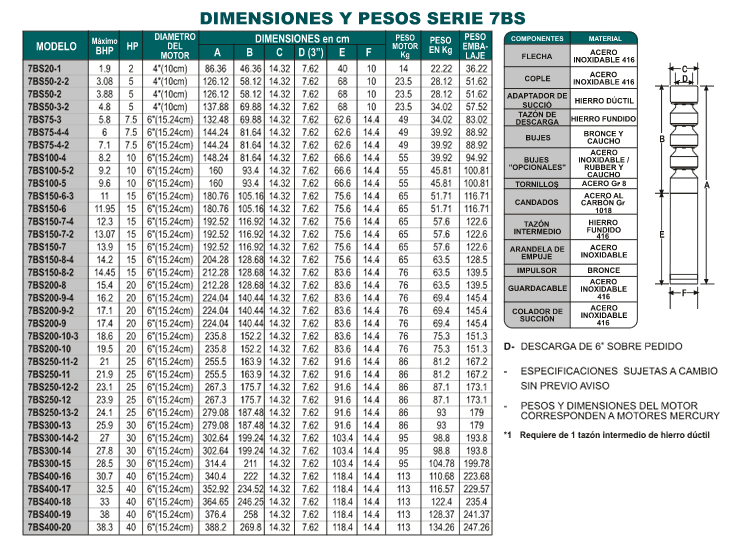 DIMENSIONES Y PESOS SERIE 7BS
MODELO Máximo BHP HP DIAMETRO DEL MOTOR DIMENSIONES en cm A B C D (3") E F PESO MOTOR Kg PESO EN Kg PESO EMBA- LAJE
7BS20-1 1.9 2 4"(10cm) 86.36 46.36 14.32 7.62 40 10 14 22.22 36.22
7BS50-2-2 3.08 5 4"(10cm) 126.12 58.12 14.32 7.62 68 10 23.5 28.12 51.62
7BS50-2 3.88 5 4"(10cm) 126.12 58.12 14.32 7.62 68 10 23.5 28.12 51.62
7BS50-3-2 4.8 5 4"(10cm) 137.88 69.88 14.32 7.62 68 10 23.5 34.02 57.52
7BS75-3 5.8 7.5 6"(15.24cm) 132.48 69.88 14.32 7.62 62.6 14.4 49 34.02 83.02
7BS75-4-4 6 7.5 6"(15.24cm) 144.24 81.64 14.32 7.62 62.6 14.4 49 39.92 88.92
7BS75-4-2 7.1 7.5 6"(15.24cm) 144.24 81.64 14.32 7.62 62.6 14.4 49 39.92 88.92
7BS100-4 8.2 10 6"(15.24cm) 148.24 81.64 14.32 7.62 66.6 14.4 55 39.92 94.92
7BS100-5-2 9.2 10 6"(15.24cm) 160 93.4 14.32 7.62 66.6 14.4 55 45.81 100.81
7BS100-5 9.6 10 6"(15.24cm) 160 93.4 14.32 7.62 66.6 14.4 55 45.81 100.81
7BS150-6-3 11 15 6"(15.24cm) 180.76 105.16 14.32 7.62 75.6 14.4 65 51.71 116.71
7BS150-6 11.95 15 6"(15.24cm) 180.76 105.16 14.32 7.62 75.6 14.4 65 51.71 116.71
7BS150-7-4 12.3 15 6"(15.24cm) 192.52 116.92 14.32 7.62 75.6 14.4 65 57.6 122.6
7BS150-7-2 13.07 15 6"(15.24cm) 192.52 116.92 14.32 7.62 75.6 14.4 65 57.6 122.6
7BS150-7 13.9 15 6"(15.24cm) 192.52 116.92 14.32 7.62 75.6 14.4 65 57.6 122.6
7BS150-8-4 14.2 15 6"(15.24cm) 204.28 128.68 14.32 7.62 75.6 14.4 65 63.5 128.5
7BS150-8-2 14.45 15 6"(15.24cm) 212.28 128.68 14.32 7.62 83.6 14.4 76 63.5 139.5
7BS200-8 15.4 20 6"(15.24cm) 212.28 128.68 14.32 7.62 83.6 14.4 76 63.5 139.5
7BS200-9-4 16.2 20 6"(15.24cm) 224.04 140.44 14.32 7.62 83.6 14.4 76 69.4 145.4
7BS200-9-2 17.1 20 6"(15.24cm) 224.04 140.44 14.32 7.62 83.6 14.4 76 69.4 145.4
7BS200-9 17.4 20 6"(15.24cm) 224.04 140.44 14.32 7.62 83.6 14.4 76 69.4 145.4
7BS200-10-3 18.6 20 6"(15.24cm) 235.8 152.2 14.32 7.62 83.6 14.4 76 75.3 151.3
7BS200-10 19.5 20 6"(15.24cm) 235.8 152.2 14.32 7.62 83.6 14.4 76 75.3 151.3
7BS250-11-2 21 25 6"(15.24cm) 255.5 163.9 14.32 7.62 91.6 14.4 86 81.2 167.2
7BS250-11 21.9 25 6"(15.24cm) 255.5 163.9 14.32 7.62 91.6 14.4 86 81.2 167.2
7BS250-12-2 23.1 25 6"(15.24cm) 267.3 175.7 14.32 7.62 91.6 14.4 86 87.1 173.1
7BS250-12 23.9 25 6"(15.24cm) 267.3 175.7 14.32 7.62 91.6 14.4 86 87.1 173.1
7BS250-13-2 24.1 25 6"(15.24cm) 279.08 187.48 14.32 7.62 91.6 14.4 86 93 179
7BS300-13 25.9 30 6"(15.24cm) 279.08 187.48 14.32 7.62 91.6 14.4 86 93 179
7BS300-14-2 27 30 6"(15.24cm) 302.64 199.24 14.32 7.62 103.4 14.4 95 98.8 193.8
7BS300-14 27.8 30 6"(15.24cm) 302.64 199.24 14.32 7.62 103.4 14.4 95 98.8 193.8
7BS300-15 28.5 30 6"(15.24cm) 314.4 211 14.32 7.62 103.4 14.4 95 104.78 199.78
7BS400-16 30.7 40 6"(15.24cm) 340.4 222 14.32 7.62 118.4 14.4 113 110.68 223.68
7BS400-17 32.5 40 6"(15.24cm) 352.92 234.52 14.32 7.62 118.4 14.4 113 116.57 229.57
7BS400-18 33 40 6"(15.24cm) 364.65 246.25 14.32 7.62 118.4 14.4 113 122.4 235.4
7BS400-19 38 40 6"(15.24cm) 376.4 258 14.32 7.62 118.4 14.4 113 128.37 241.37
7BS400-20 38.3 40 6"(15.24cm) 388.2 269.8 14.32 7.62 118.4 14.4 113 134.26 247.26
COMPONENTES MATERIAL
FLECHA ACERO INOXIDABLE 416
COPLE ACERO INOXIDABLE 416
ADAPTADOR DE SUCCIÓ HIERRO DÚCTIL
TAZÓN DE DESCARGA HIERRO FUNDIDO
BUJES BRONCE Y CAUCHO
BUJES "OPCIONALES" ACERO INOXIDABLE / RUBBER Y CAUCHO
TORNILLOS ACERO Gr 8
CANDADOS ACERO AL CARBÓN Gr 1018
TAZÓN INTERMEDIO HIERRO FUNDIDO 416
ARANDELA DE EMPUJE ACERO INOXIDABLE
IMPULSOR BRONCE
GUARDACABLE ACERO INOXIDABLE 416
COLADOR DE SUCCIÓN ACERO INOXIDABLE 416
C
D
B
A
E
F
D- DESCARGA DE 6" SOBRE PEDIDO
- ESPECIFICACIONES SUJETAS A CAMBIO
SIN PREVIO AVISO
- PESOS Y DIMENSIONES DEL MOTOR
CORRESPONDEN A MOTORES MERCURY
*1 Requiere de 1 tazón intermedio de hierro dúctil